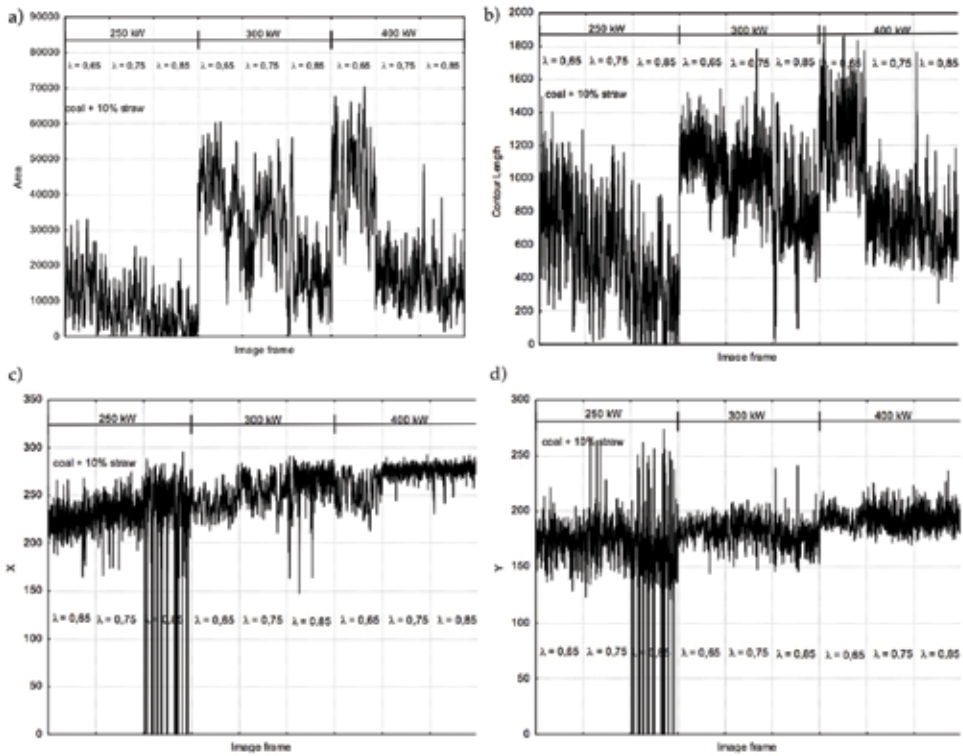 a)
90000
80000
70000
60000
50000
40000
30000
20000
10000
0
Area
250 kW 300 kW 400 kW
λ = 0,65 λ = 0,75 λ = 0,85 λ = 0,65 λ = 0,75 λ = 0,85 λ = 0,65 λ = 0,75 λ = 0,85
coal + 10% straw
Image frame
b)
2000
1800
1600
1400
1200
1000
800
600
400
200
0
Contour Length
250 kW 300 kW 400 kW
λ = 0,65 λ = 0,75 λ = 0,85 λ = 0,65 λ = 0,75 λ = 0,85 λ = 0,65 λ = 0,75 λ = 0,85
coal + 10% straw
Image frame
c)
350
300
250
200
150
100
50
0
X
250 kW 300 kW 400 kW
coal + 10% straw
λ = 0,65 λ = 0,75 λ = 0,85 λ = 0,65 λ = 0,75 λ = 0,85 λ = 0,65 λ = 0,75 λ = 0,85
Image frame
d)
300
250
200
150
100
50
0
Y
250 kW 300 kW 400 kW
coal + 10% straw
λ = 0,65 λ = 0,75 λ = 0,85 λ = 0,65 λ = 0,75 λ = 0,85 λ = 0,65 λ = 0,75 λ = 0,85
Image frame